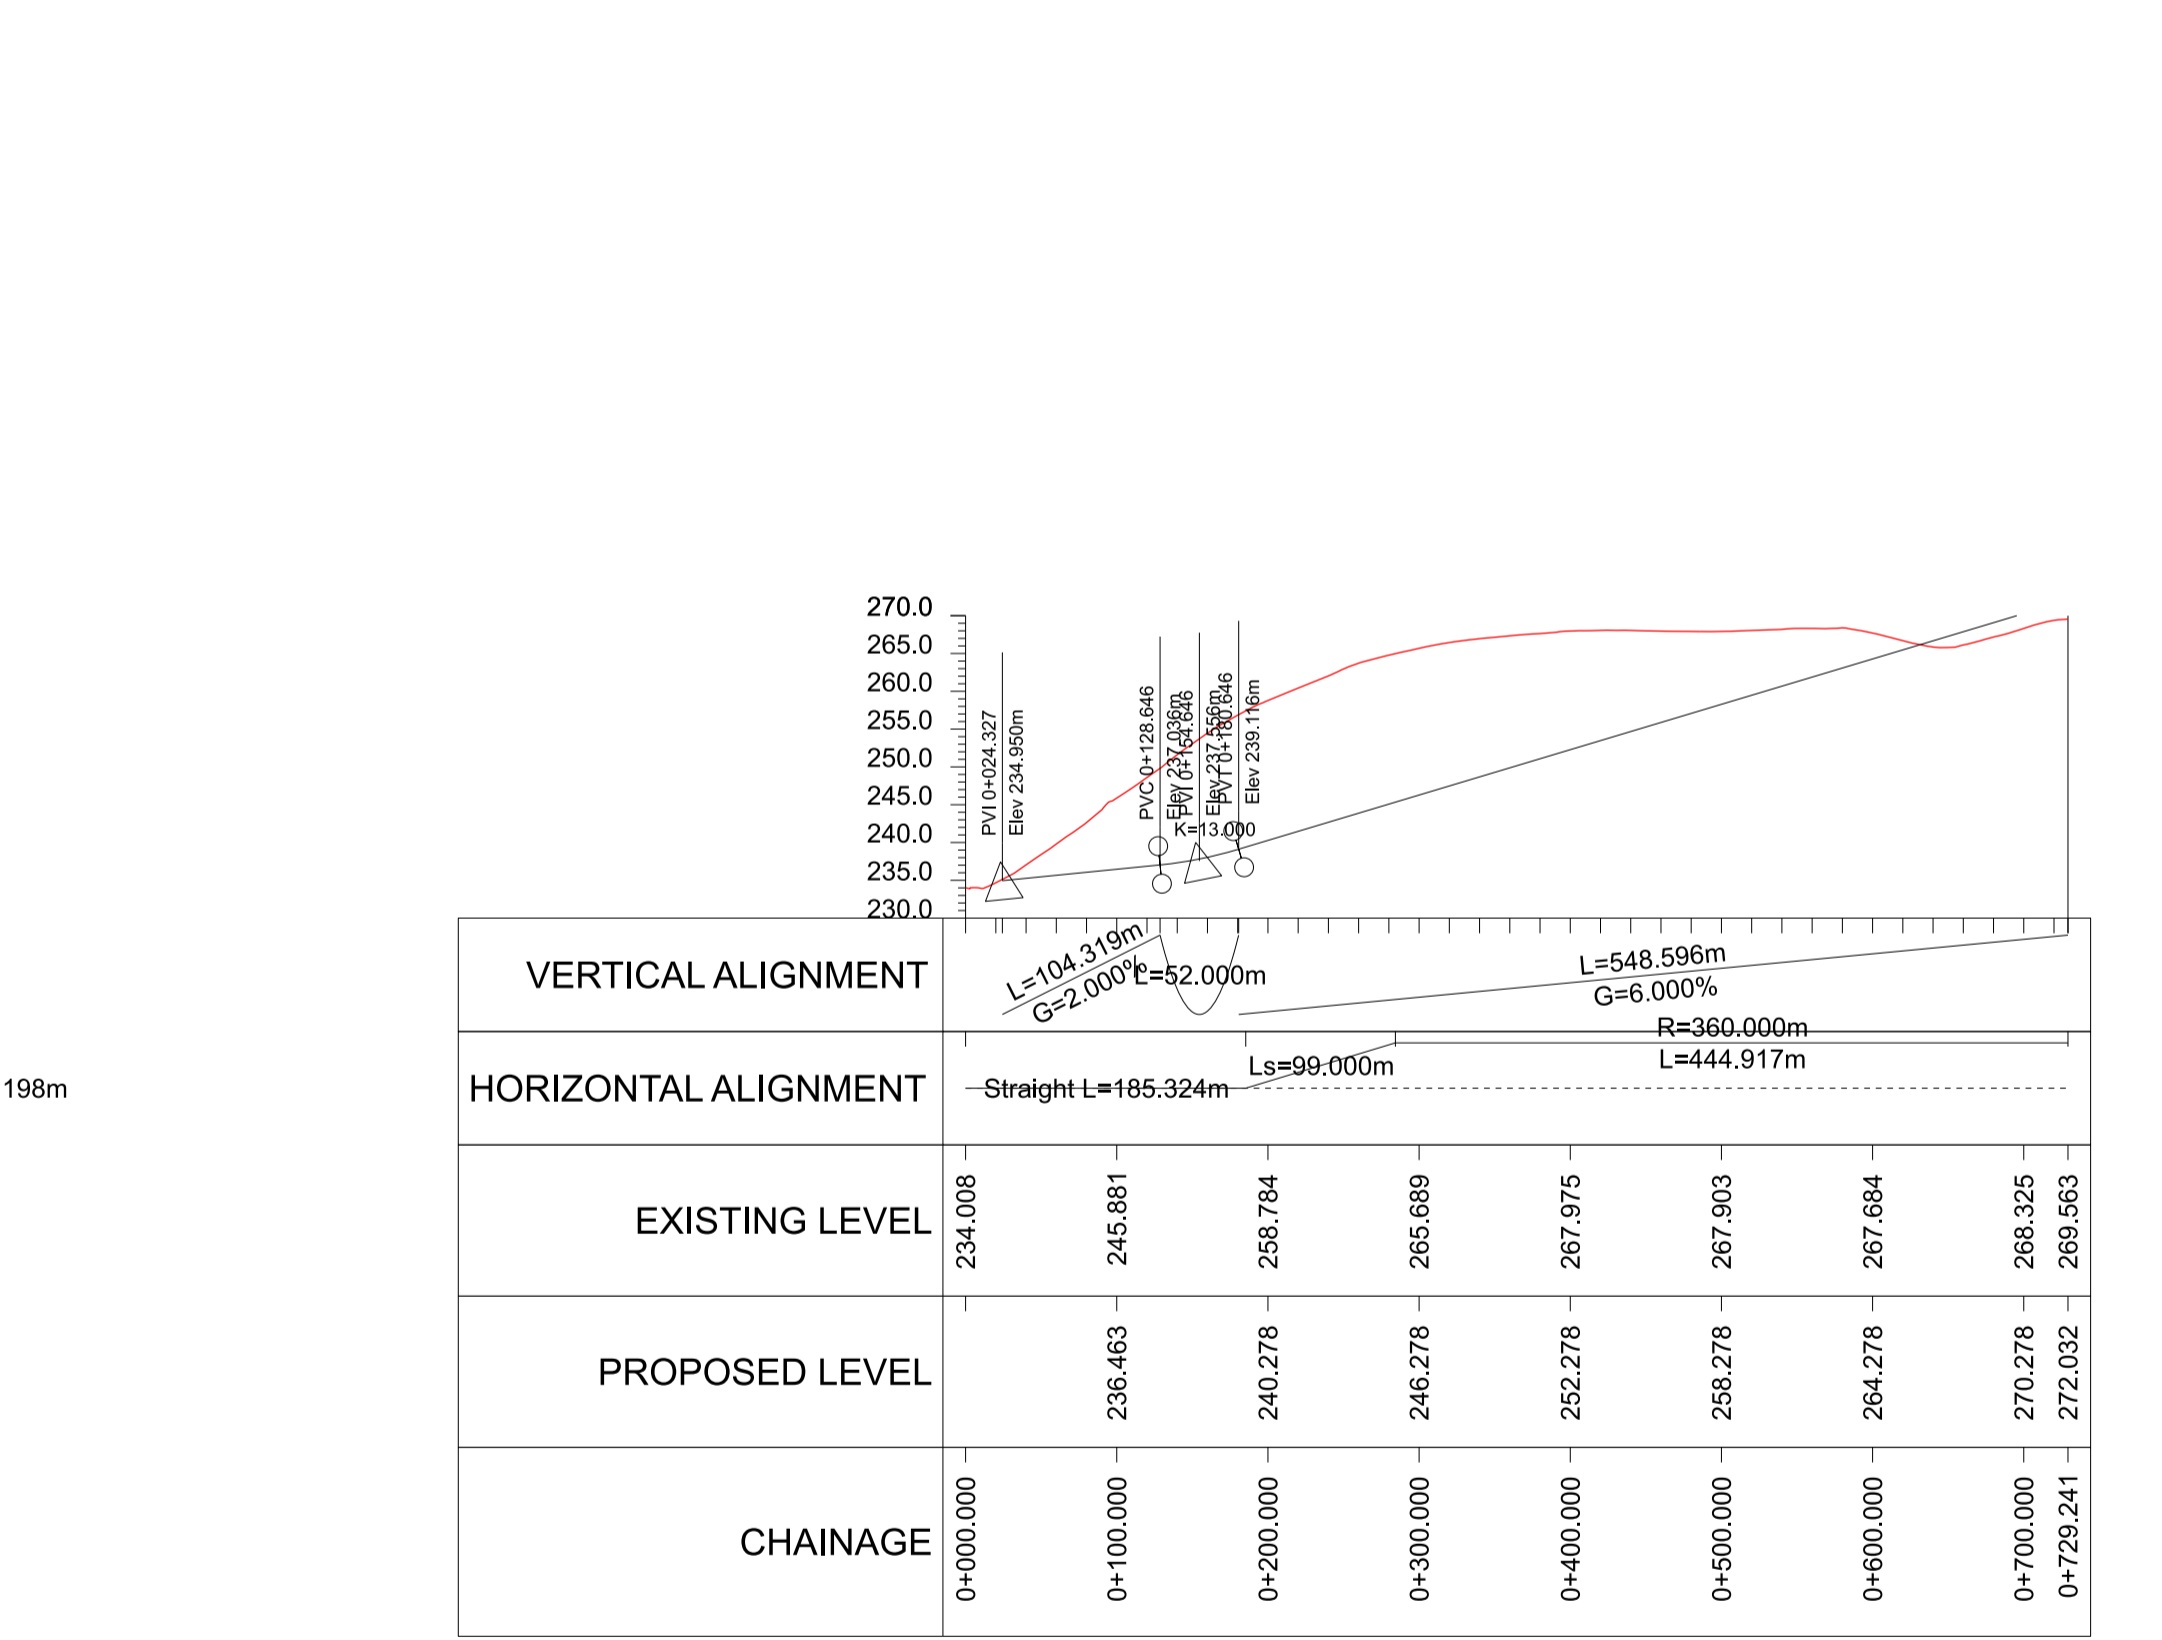 270.0
265.0
260.0
255.0
250.0
245.0
240.0
235.0
230.0
PVI 0+024.327
Elev 234.950m
PVC 0+128.646
Elev 237.036m
PVI 0+154.646
Elev 237.556m
PVT 0+180.646
Elev 239.116m
K=13.000
VERTICAL ALIGNMENT
L=104.319m
G=2.000%
L=52.000m
L=548.596m
G=6.000%
198m
HORIZONTAL ALIGNMENT
Straight L=185.324m
Ls=99.000m
R=360.000m
L=444.917m
EXISTING LEVEL
234.008
245.881
258.784
265.689
267.975
267.903
267.684
268.325
269.563
PROPOSED LEVEL
236.463
240.278
246.278
252.278
258.278
264.278
270.278
272.032
CHAINAGE
0+000.000
0+100.000
0+200.000
0+300.000
0+400.000
0+500.000
0+600.000
0+700.000
0+729.241